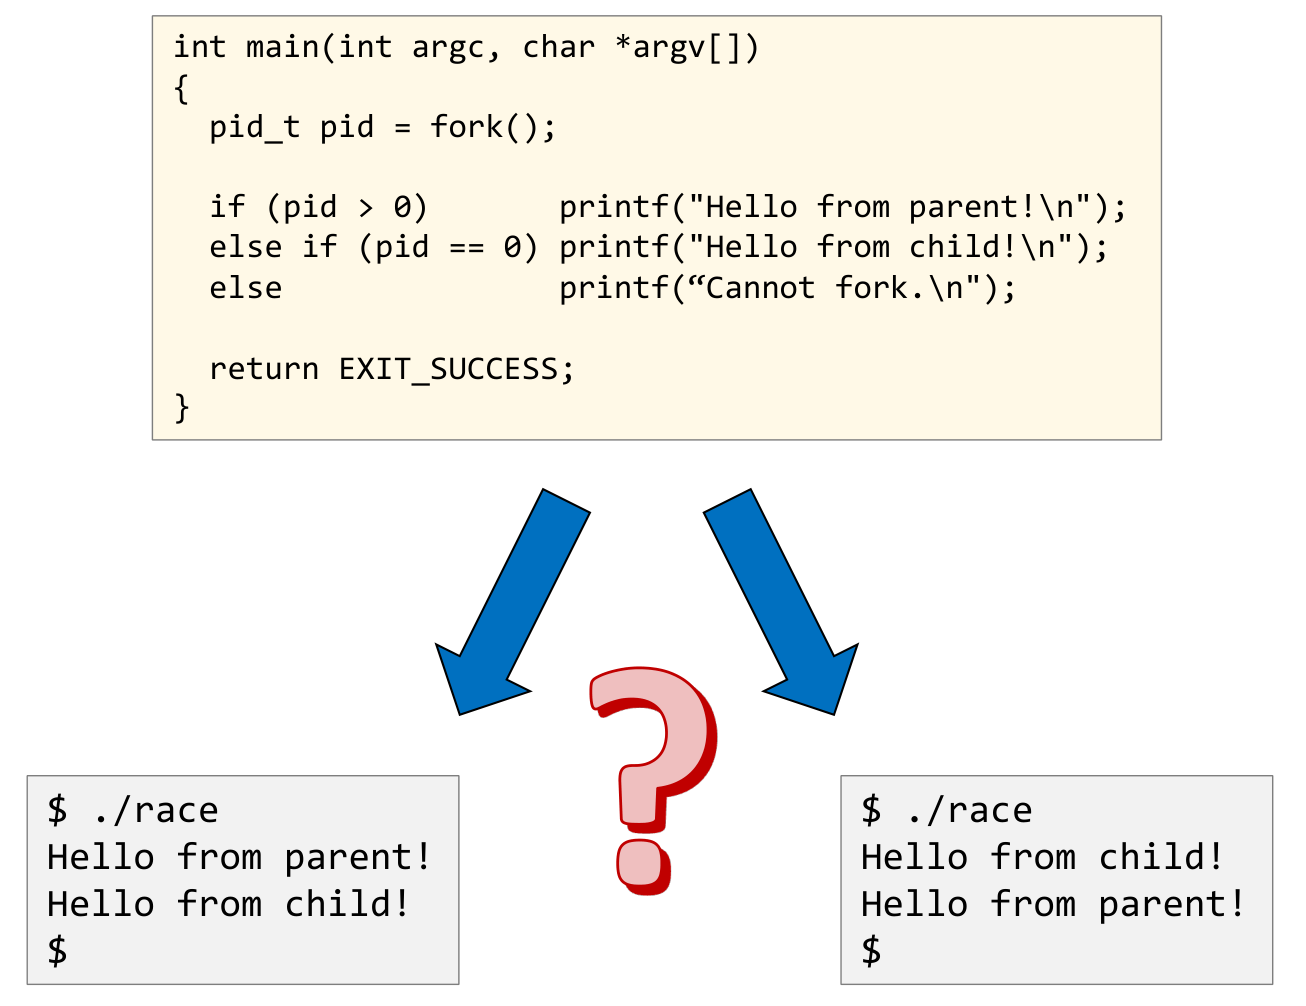 int main(int argc, char *argv[])
{
  pid_t pid = fork();
  if (pid > 0)       printf("Hello from parent!\n");
  else if (pid == 0) printf("Hello from child!\n");
  else               printf(“Cannot fork.\n");
  return EXIT_SUCCESS;
}
?
$ ./race
Hello from parent!
Hello from child!
$
$ ./race
Hello from child!
Hello from parent!
$